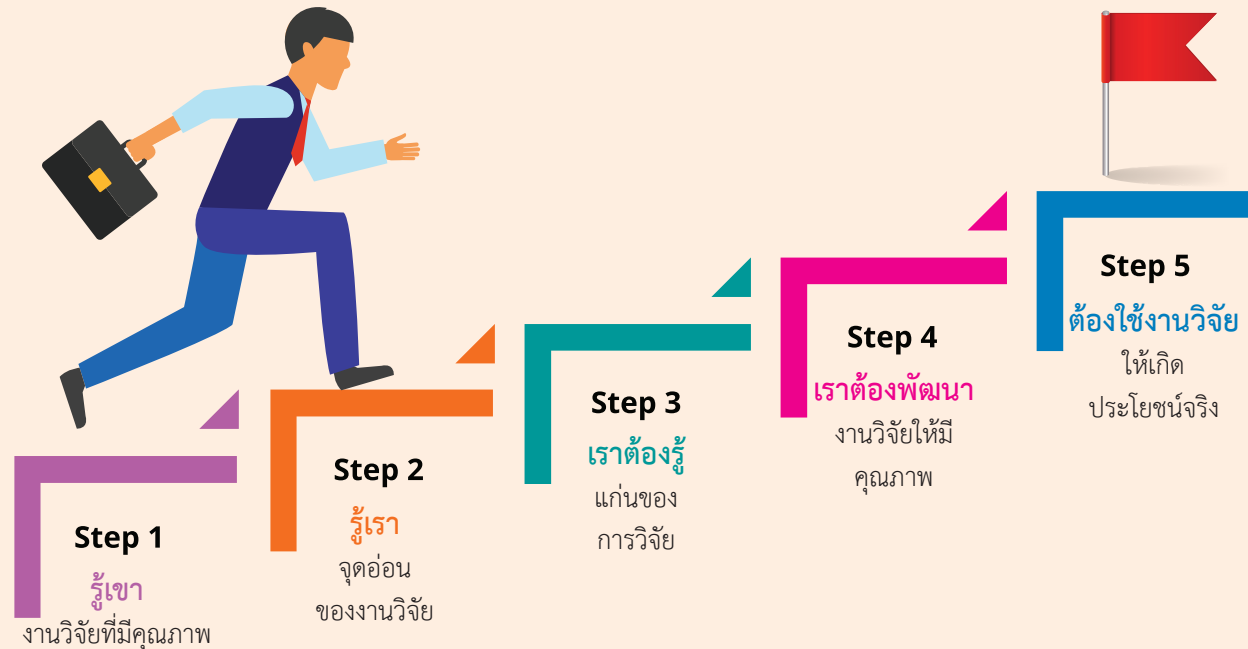 Step 1
รู้เขา
งานวิจัยที่มีคุณภาพ
Step 2
รู้เรา
จุดอ่อน
ของงานวิจัย
Step 3
เราต้องรู้
แก่นของ
การวิจัย
Step 4
เราต้องพัฒนา
งานวิจัยให้มี
คุณภาพ
Step 5
ต้องใช้งานวิจัย
ให้เกิด
ประโยชน์จริง